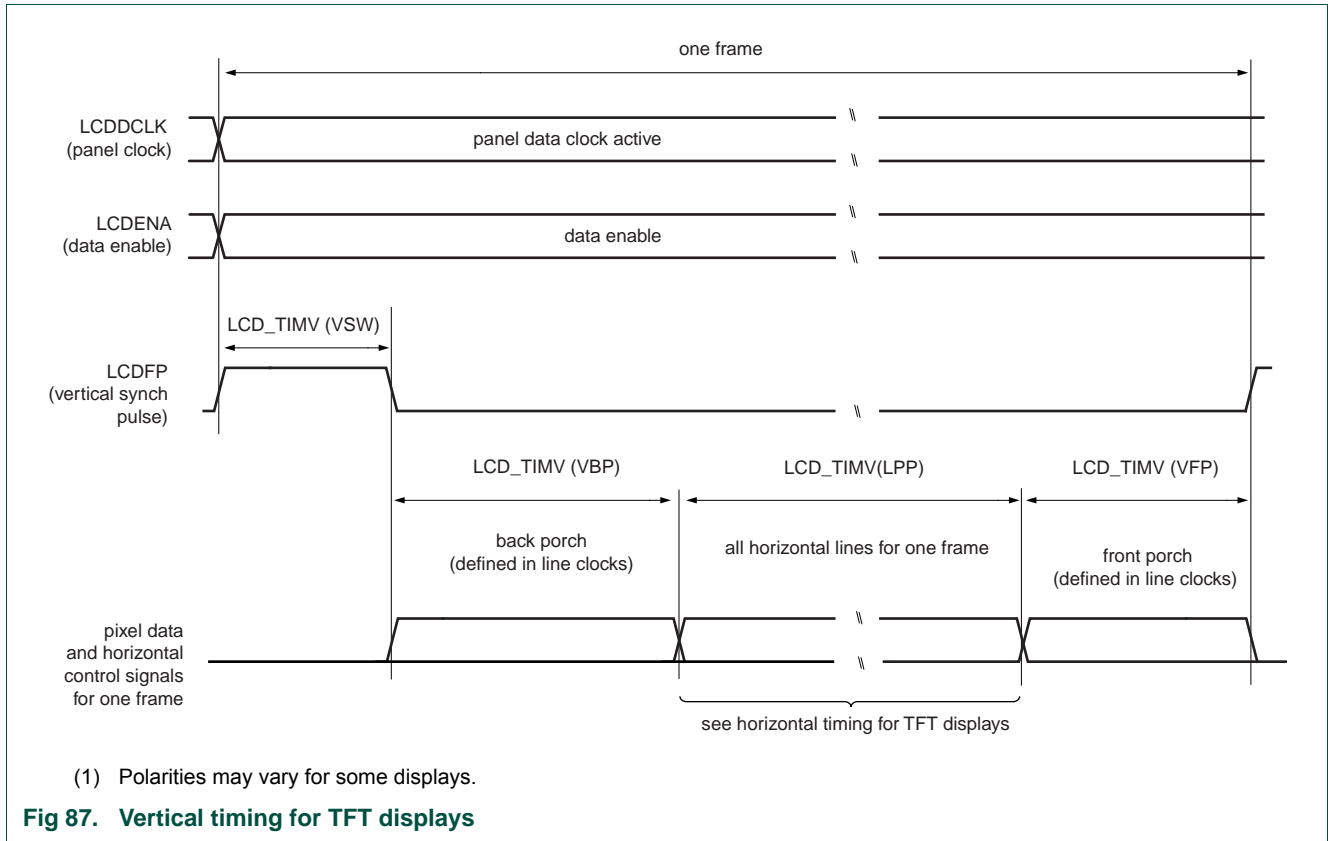 one frame
LCDDCLK
(panel clock)
panel data clock active
LCDENA
(data enable)
data enable
LCD_TIMV (VSW)
LCDFP
(vertical synch
pulse)
LCD_TIMV (VBP)
LCD_TIMV(LPP)
LCD_TIMV (VFP)
back porch
(defined in line clocks)
all horizontal lines for one frame
front porch
(defined in line clocks)
pixel data
and horizontal
control signals
for one frame
see horizontal timing for TFT displays
(1) Polarities may vary for some displays.
Fig 87. Vertical timing for TFT displays